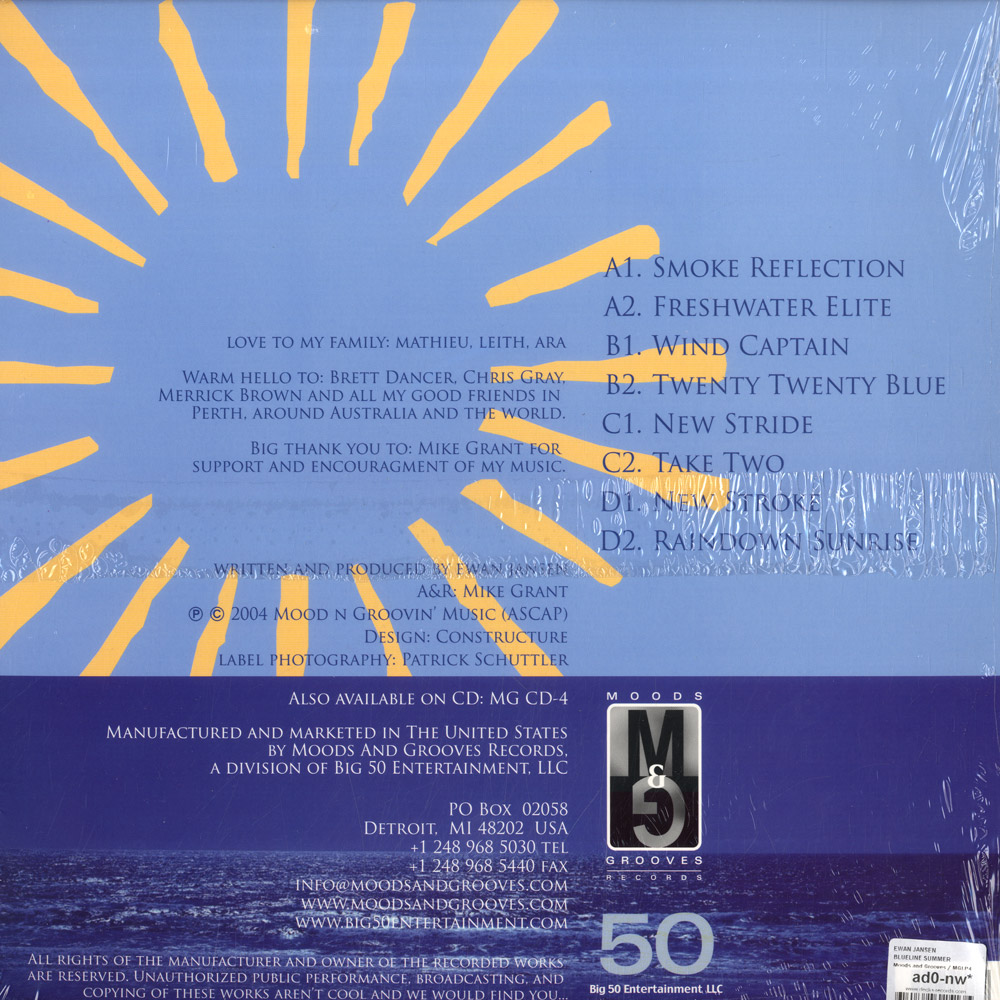 A1. Smoke Reflection
A2. Freshwater Elite
B1. Wind Captain
B2. Twenty Twenty Blue
C1. New Stride
C2. Take Two
D1. New Stroke
D2. Raindown Sunrise
love to my family: mathieu, leith, ara
Warm hello to: Brett Dancer, Chris Gray,
Merrick Brown and all my good friends in
Perth, around Australia and the world.
Big thank you to: Mike Grant for
support and encouragment of my music.
written and produced by ewan jansen
A&R: Mike Grant
℗ © 2004 Mood n Groovin' Music (ASCAP)
Design: Constructure
label photography: Patrick Schuttler
Also available on CD: MG CD-4
Manufactured and marketed in The United States
by Moods And Grooves Records,
a division of Big 50 Entertainment, LLC
PO Box 02058
Detroit, MI 48202 USA
+1 248 968 5030 tel
+1 248 968 5440 fax
info@moodsandgrooves.com
www.moodsandgrooves.com
www.big50entertainment.com
All rights of the manufacturer and owner of the recorded works
are reserved. Unauthorized public performance, broadcasting, and
copying of these works aren't cool and we would find you...
MOODS
M
&
G
GROOVES
RECORDS
50
Big 50 Entertainment LLC
EWAN JANSEN
BLUELINE SUMMER
Moods and Grooves /
ad0-nw*